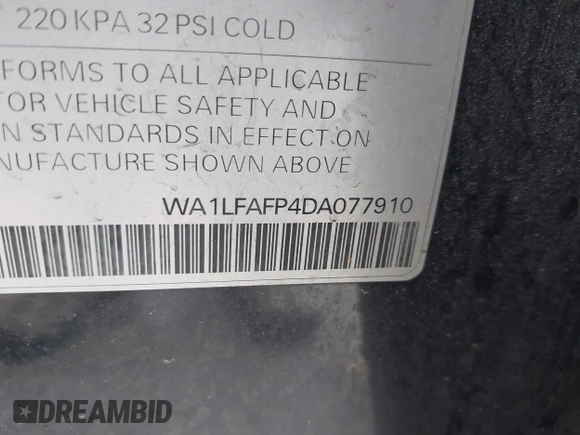 220 KPA 32 PSI COLD
FORMS TO ALL APPLICABLE
TOR VEHICLE SAFETY AND
N STANDARDS IN EFFECT ON
NUFACTURE SHOWN ABOVE
WA1LFAFP4DA077910
DREAMBID